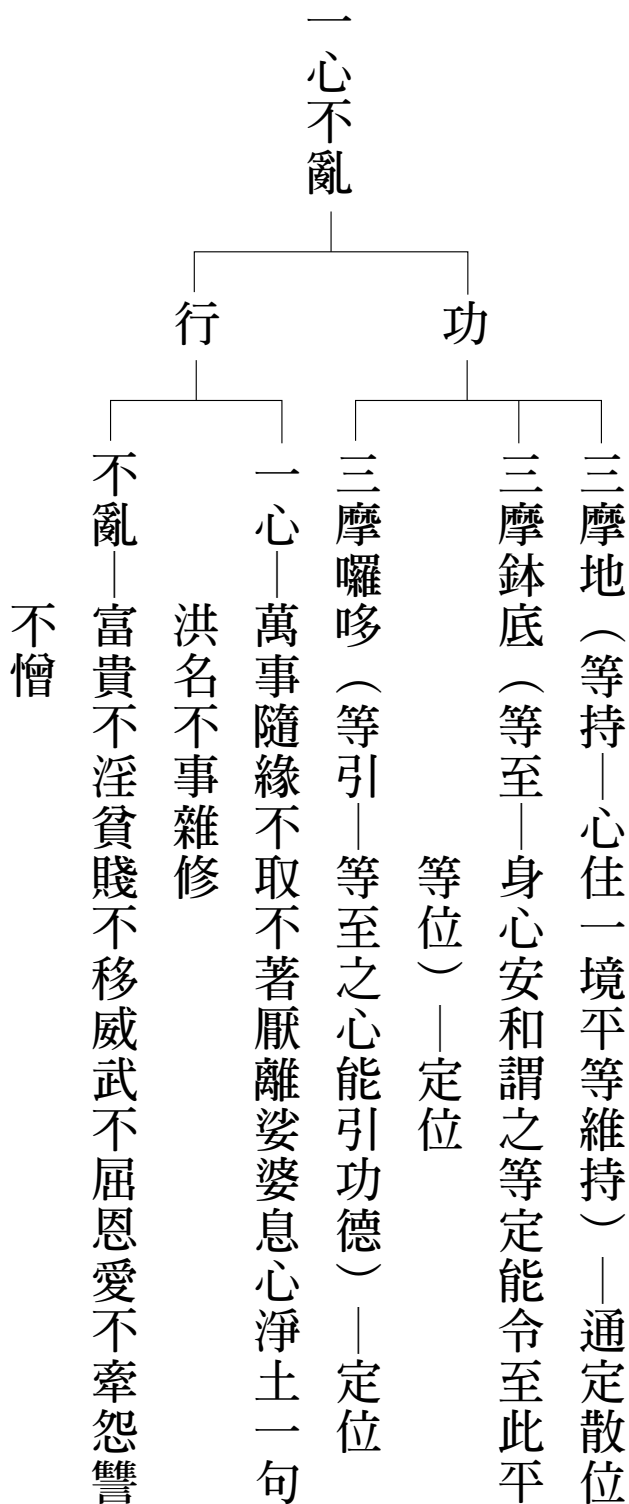 一心不亂
功
三摩地（等持—心住一境平等維持）—通定散位
三摩鉢底（等至—身心安和謂之等定能令至此平
等位）—定位
三摩囉哆（等引—等至之心能引功德）—定位
行
一心—萬事隨緣不取不著厭離娑婆息心淨土一句
洪名不事雜修
不亂—富貴不淫貧賤不移威武不屈恩愛不牽怨讐
不憎